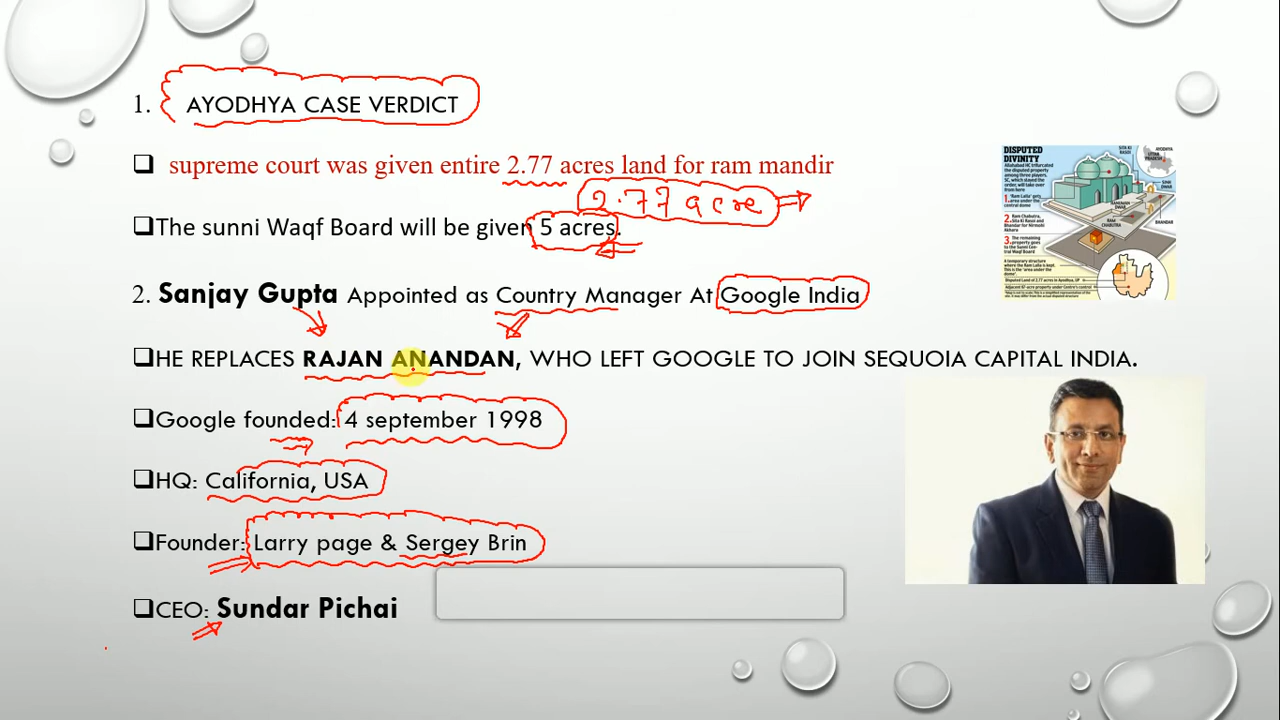 1. AYODHYA CASE VERDICT
❑ supreme court was given entire 2.77 acres land for ram mandir
2.77 acre
❑The sunni Waqf Board will be given 5 acres.
DISPUTED
DIVINITY
2. Sanjay Gupta Appointed as Country Manager At Google India
❑HE REPLACES RAJAN ANANDAN, WHO LEFT GOOGLE TO JOIN SEQUOIA CAPITAL INDIA.
❑Google founded: 4 september 1998
❑HQ: California, USA
❑Founder: Larry page & Sergey Brin
❑CEO: Sundar Pichai